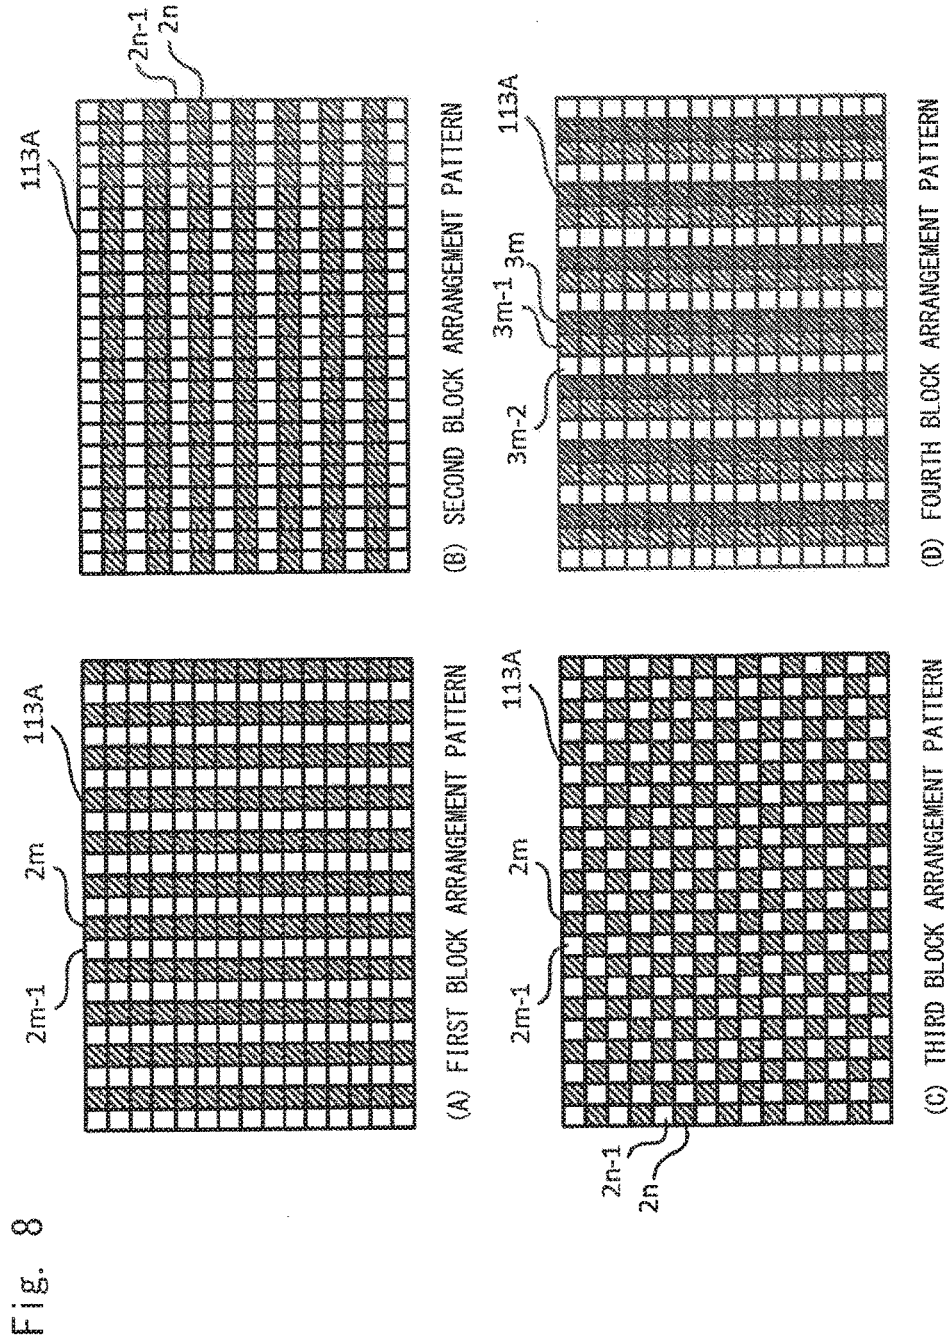 Fig. 8
113A
2m-1
2m
(A) FIRST BLOCK ARRANGEMENT PATTERN
113A
2n-1
2n
(B) SECOND BLOCK ARRANGEMENT PATTERN
113A
2m-1
2m
2n-1
2n
(C) THIRD BLOCK ARRANGEMENT PATTERN
113A
3m-2
3m-1
3m
(D) FOURTH BLOCK ARRANGEMENT PATTERN